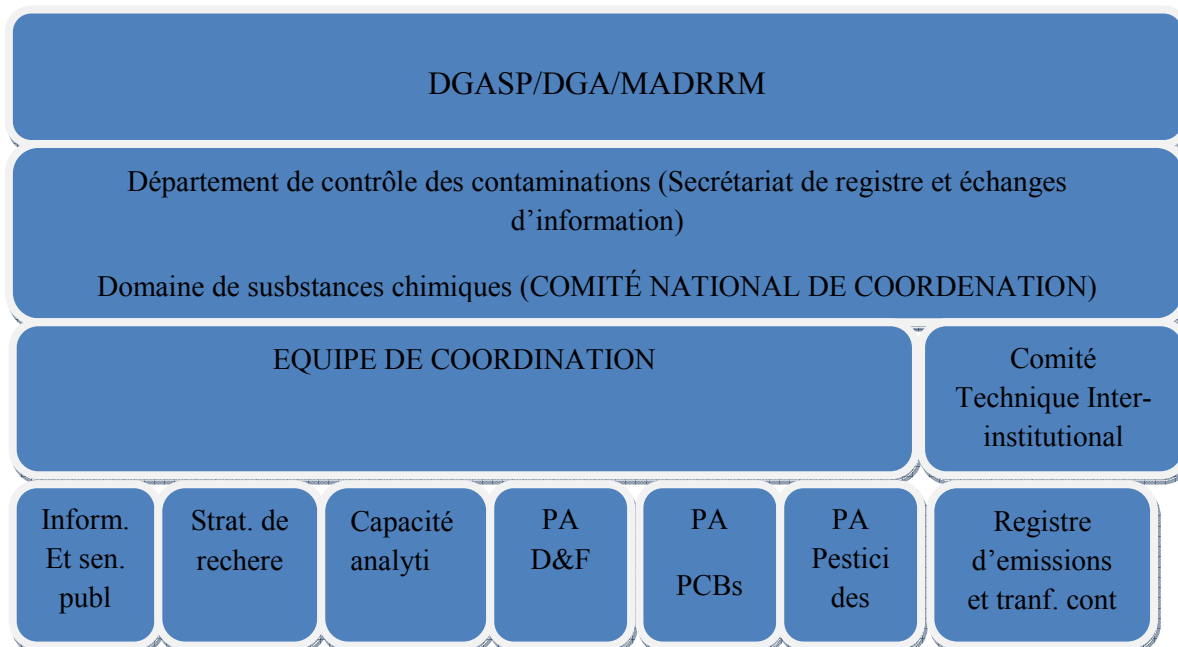 DGASP/DGA/MADRRM
Département de contrôle des contaminations (Secrétariat de registre et échanges
d’information)
Domaine de susbstances chimiques (COMITÉ NATIONAL DE COORDENATION)
EQUIPE DE COORDINATION
Comité
Technique Inter-
institutional
Inform.
Et sen.
publ
Strat. de
rechere
Capacité
analyti
PA
D&F
PA
PCBs
PA
Pestici
des
Registre
d’emissions
et tranf. cont